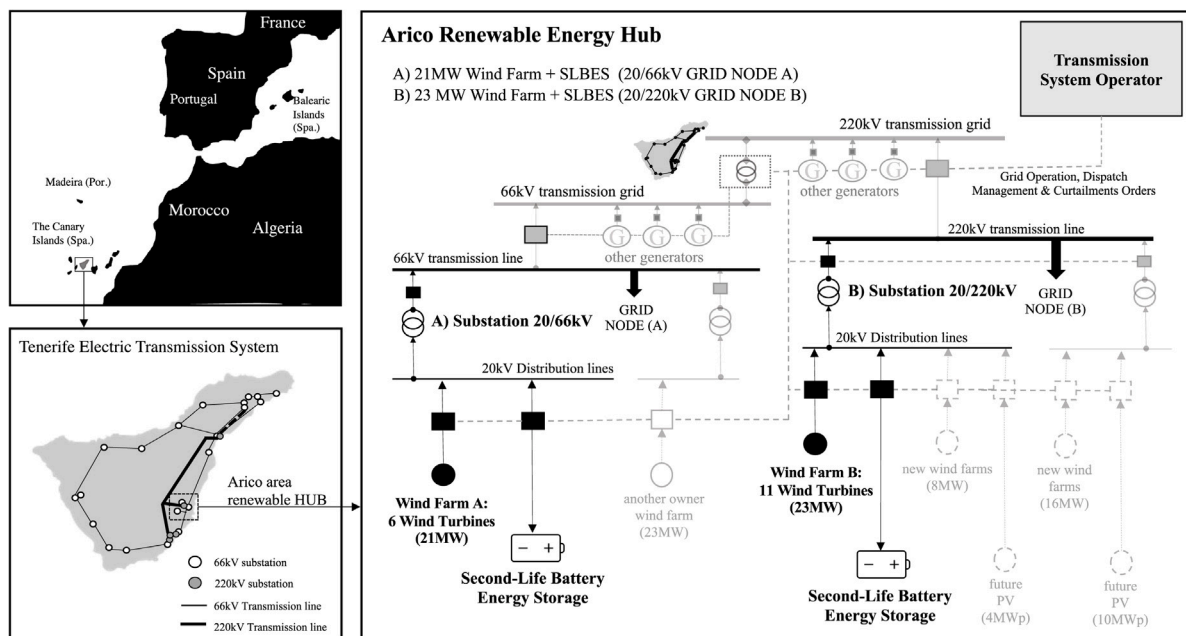 France
Spain
Portugal
Balearic
Islands
(Spa.)
Madeira (Por.)
Morocco
Algeria
The Canary
Islands (Spa.)
Tenerife Electric Transmission System
Arico area
renewable HUB
66kV substation
220kV substation
66kV Transmission line
220kV Transmission line
Arico Renewable Energy Hub
A) 21MW Wind Farm + SLBES (20/66kV GRID NODE A)
B) 23 MW Wind Farm + SLBES (20/220kV GRID NODE B)
Transmission
System Operator
220kV transmission grid
G G G
other generators
Grid Operation, Dispatch
Management & Curtailments Orders
66kV transmission grid
G G G
other generators
66kV transmission line
220kV transmission line
A) Substation 20/66kV
GRID
NODE (A)
B) Substation 20/220kV
GRID
NODE (B)
20kV Distribution lines
20kV Distribution lines
Wind Farm A:
6 Wind Turbines
(21MW)
another owner
wind farm
(23MW)
Wind Farm B:
11 Wind Turbines
(23MW)
new wind farms
(8MW)
new wind
farms
(16MW)
− +
Second-Life Battery
Energy Storage
− +
Second-Life Battery
Energy Storage
future
PV
(4MWp)
future
PV
(10MWp)